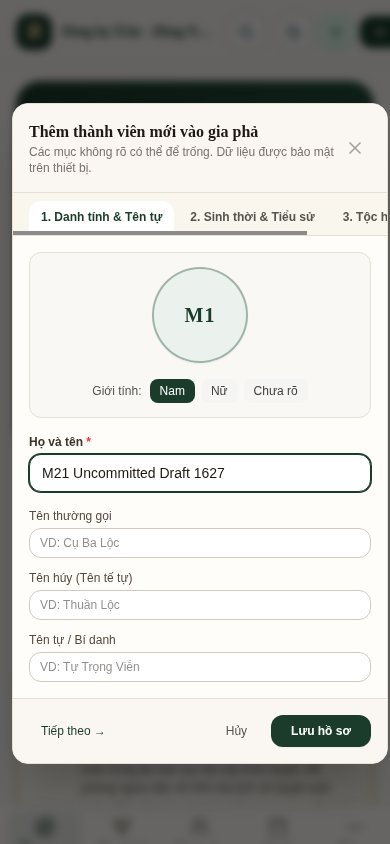 Thêm thành viên mới vào gia phả
Các mục không rõ có thể để trống. Dữ liệu được bảo mật
trên thiết bị.
1. Danh tính & Tên tự 2. Sinh thời & Tiểu sử 3. Tộc h
M1
Giới tính: Nam Nữ Chưa rõ
Họ và tên *
M21 Uncommitted Draft 1627
Tên thường gọi
VD: Cụ Ba Lộc
Tên húy (Tên tế tự)
VD: Thuần Lộc
Tên tự / Bí danh
VD: Tự Trọng Viễn
Tiếp theo → Hủy Lưu hồ sơ